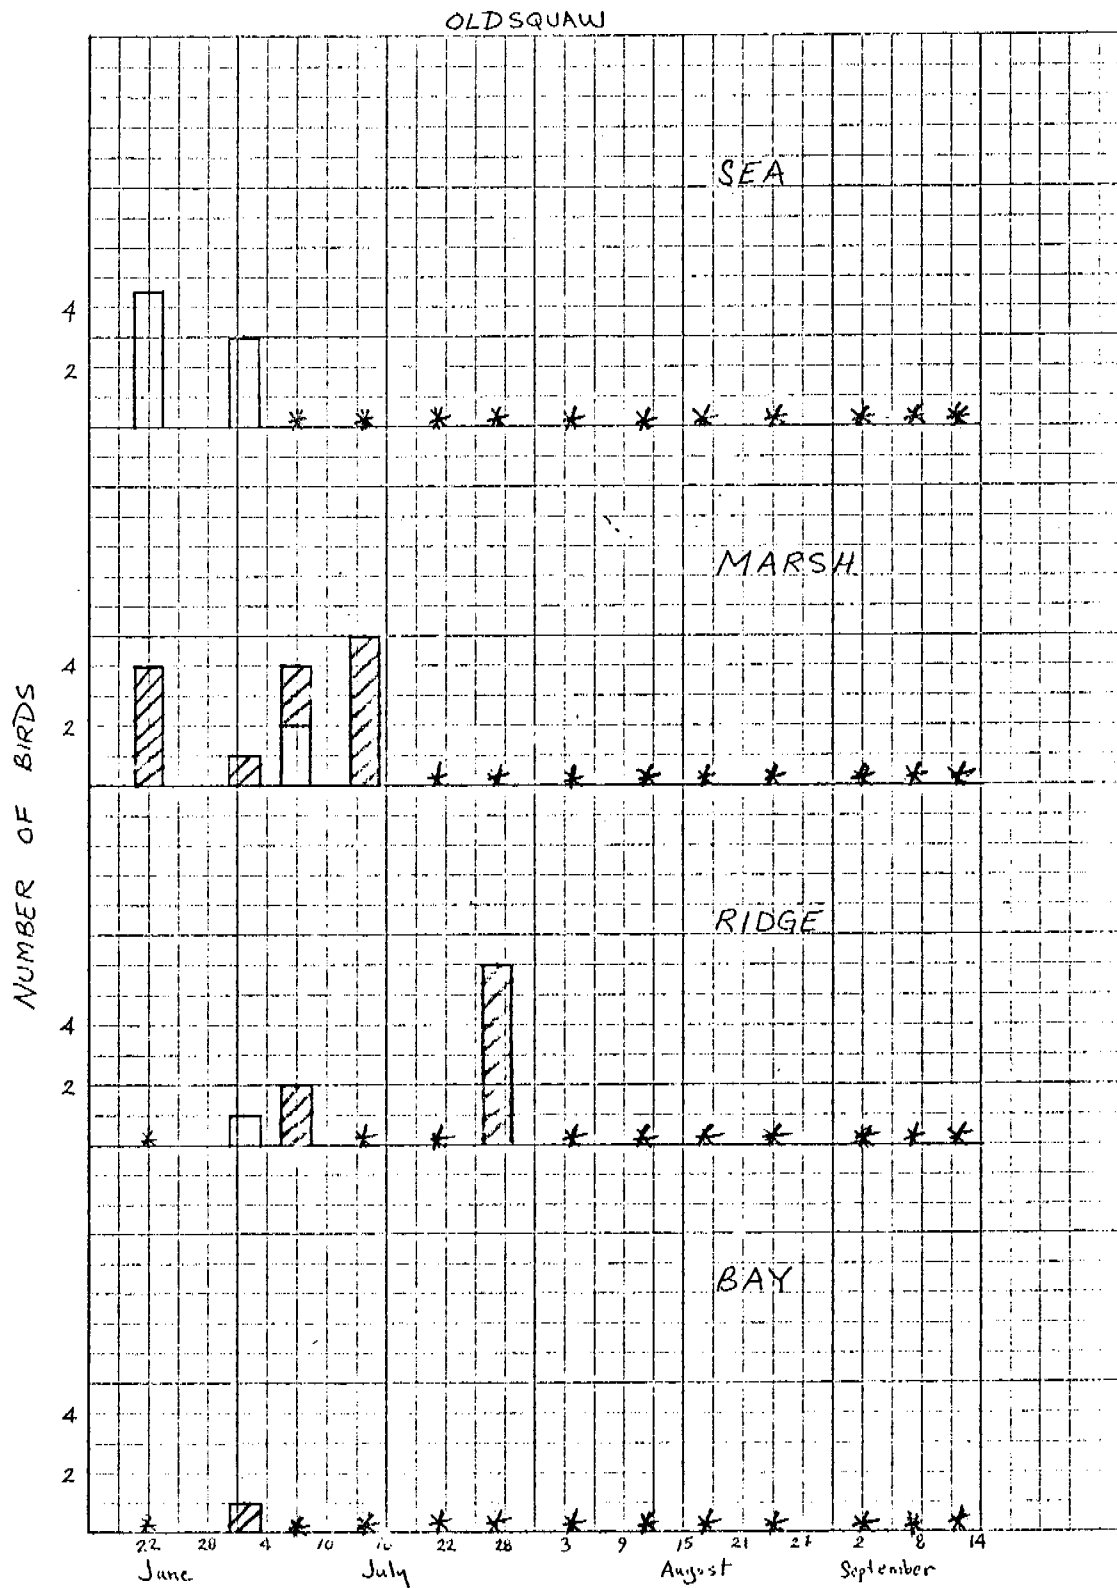 OLDSQUAW
SEA
4
2
MARSH
4
2
NUMBER OF BIRDS
RIDGE
4
2
BAY
4
2
22 28 4 10 16 22 28 3 9 15 21 27 2 8 14
June July August September